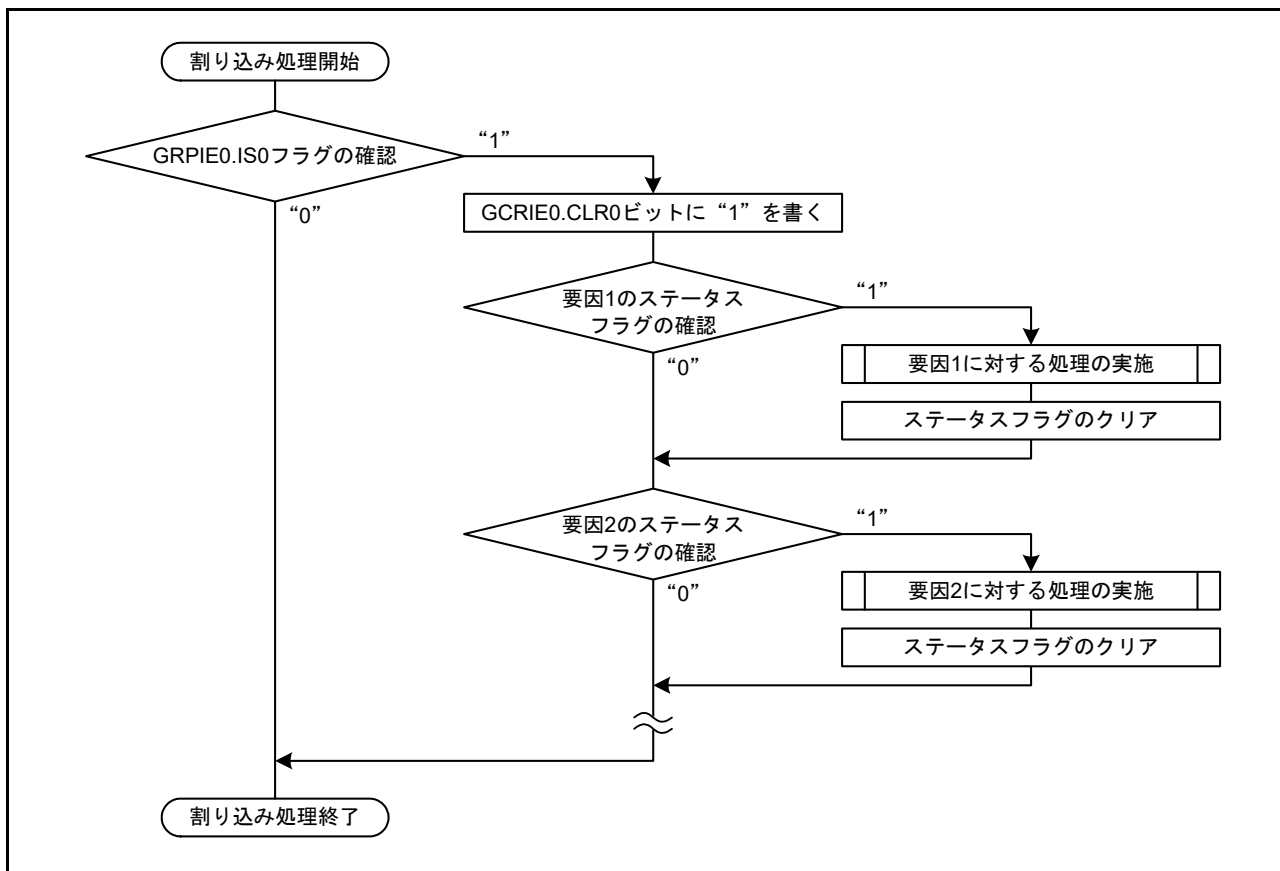 割り込み処理開始
GRPIE0.IS0フラグの確認
“1”
“0”
GCRIE0.CLR0ビットに“1”を書く
要因1のステータス
フラグの確認
“1”
“0”
要因1に対する処理の実施
ステータスフラグのクリア
要因2のステータス
フラグの確認
“1”
“0”
要因2に対する処理の実施
ステータスフラグのクリア
割り込み処理終了